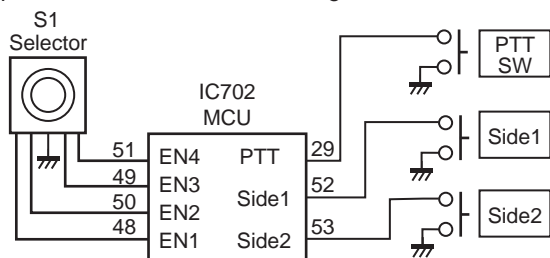 S1
Selector
IC702
MCU
51 EN4 PTT 29
49 EN3
50 EN2 Side1 52
48 EN1 Side2 53
PTT
SW
Side1
Side2